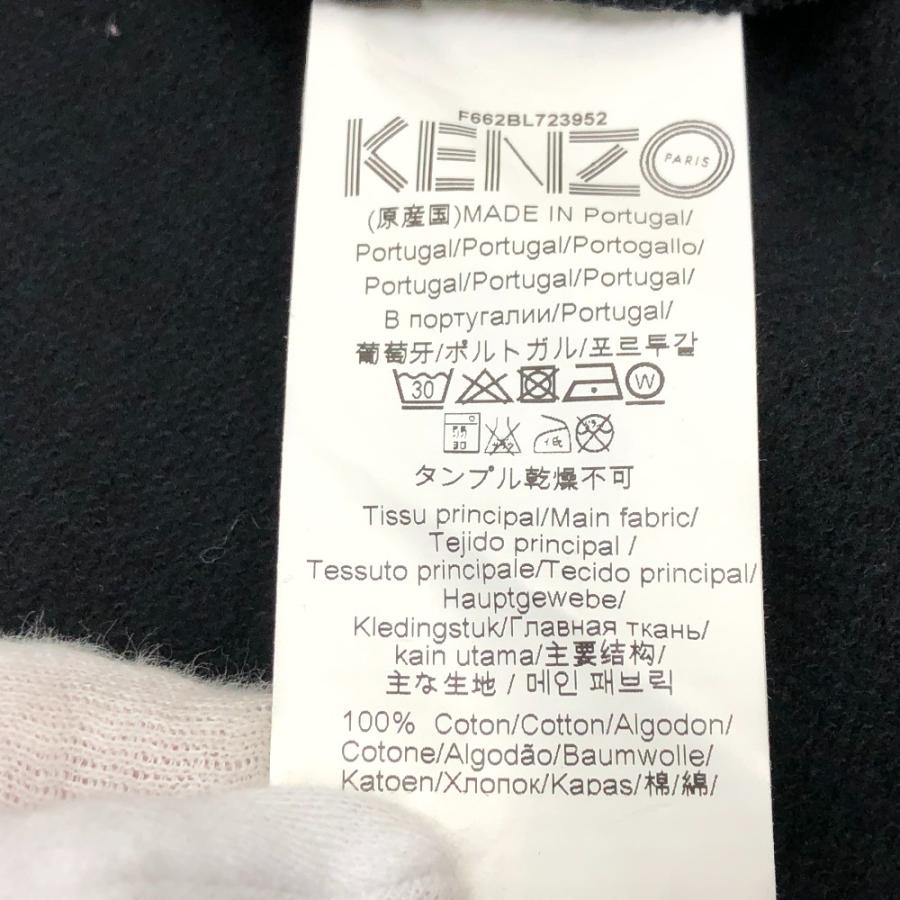 F662BL723952
KENZO PARIS
(原産国)MADE IN Portugal/
Portugal/Portugal/Portogallo/
Portugal/Portugal/Portugal/
В португалии/Portugal/
葡萄牙/ポルトガル/포르투갈
30 W
30 イ低
タンプル乾燥不可
Tissu principal/Main fabric/
Tejido principal /
Tessuto principale/Tecido principal/
Hauptgewebe/
Kledingstuk/Главная ткань/
kain utama/主要结构/
主な生地 / 메인 패브릭
100% Coton/Cotton/Algodon/
Cotone/Algodão/Baumwolle/
Katoen/Хлопок/Kapas/棉/綿/